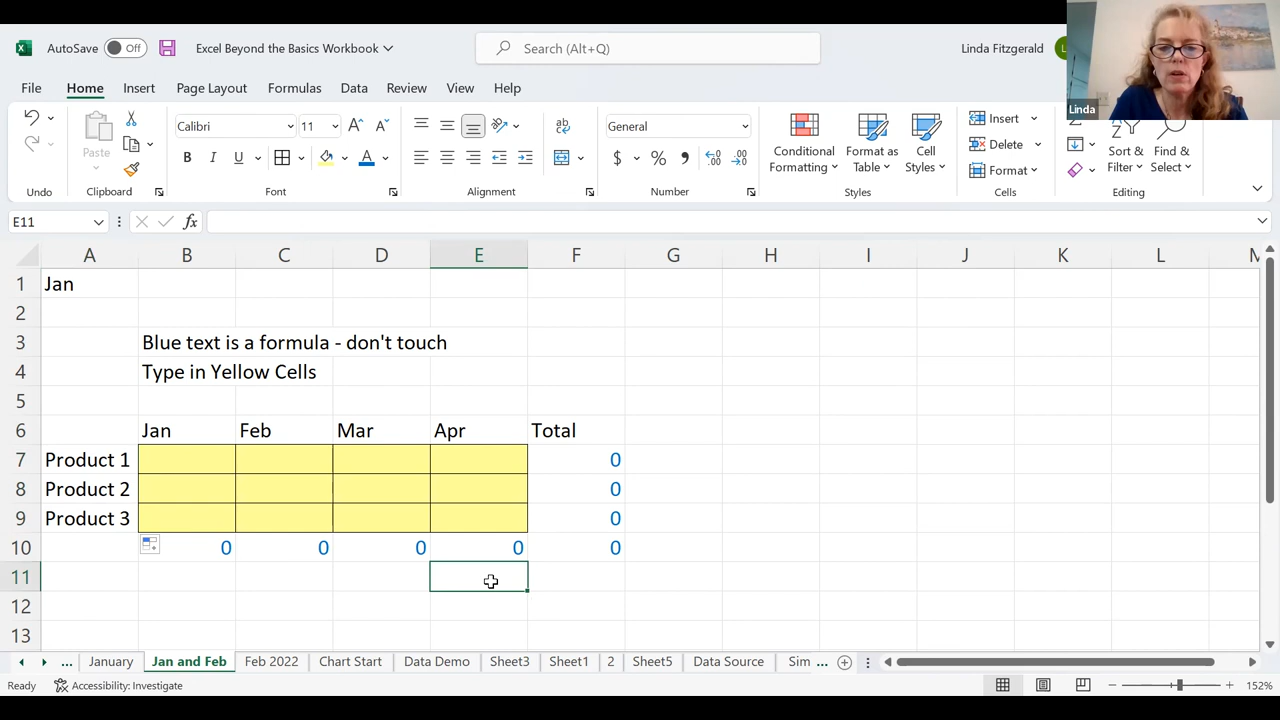 AutoSave Off Excel Beyond the Basics Workbook Search (Alt+Q) Linda Fitzgerald
Linda
File Home Insert Page Layout Formulas Data Review View Help
Calibri 11 General Insert
Paste Conditional Formatting Format as Table Cell Styles Delete Sort & Filter Find & Select
Format
Undo Clipboard Font Alignment Number Styles Cells Editing
E11 fx
A B C D E F G H I J K L M
1 Jan
2
3 Blue text is a formula - don't touch
4 Type in Yellow Cells
5
6 Jan Feb Mar Apr Total
7 Product 1 0
8 Product 2 0
9 Product 3 0
10 0 0 0 0 0
11
12
13
... January Jan and Feb Feb 2022 Chart Start Data Demo Sheet3 Sheet1 2 Sheet5 Data Source Sim ...
Ready Accessibility: Investigate 152%